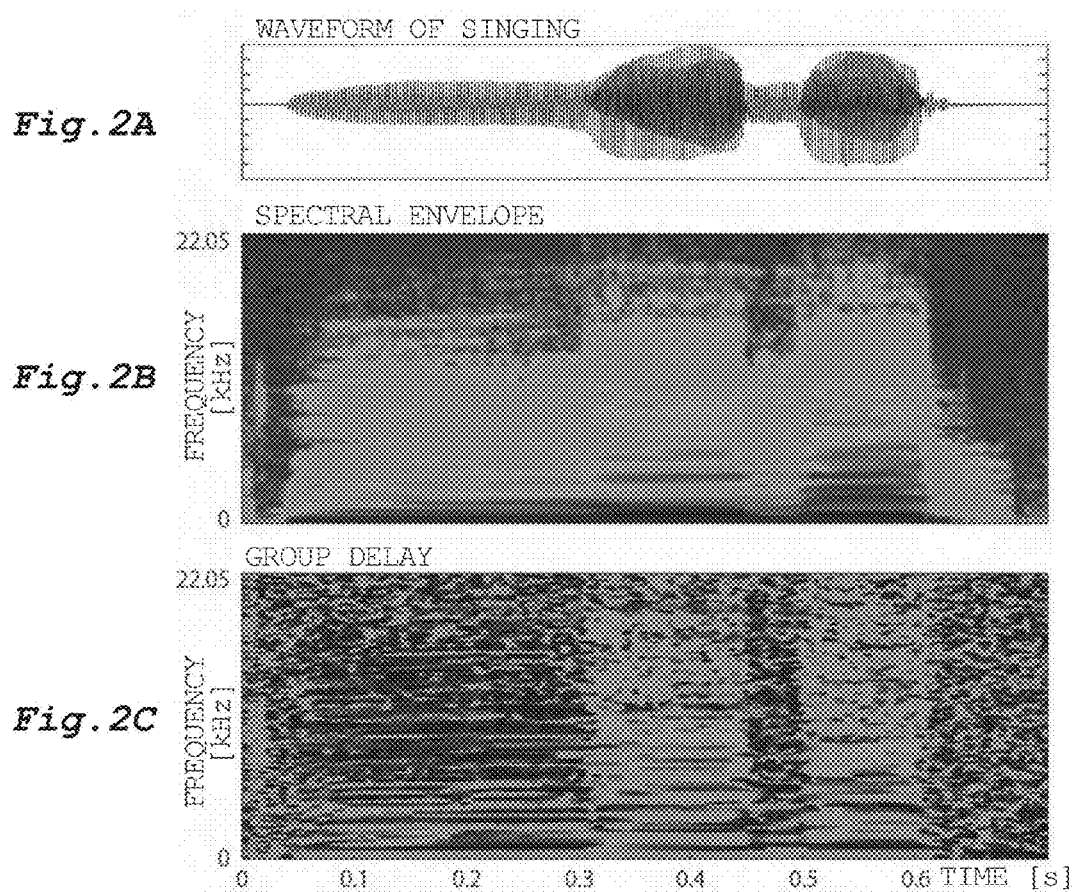 WAVEFORM OF SINGING
Fig.2A
SPECTRAL ENVELOPE
22.05
FREQUENCY
[kHz]
0
Fig.2B
GROUP DELAY
22.05
FREQUENCY
[kHz]
0
Fig.2C
0 0.1 0.2 0.3 0.4 0.5 0.6 TIME [s]